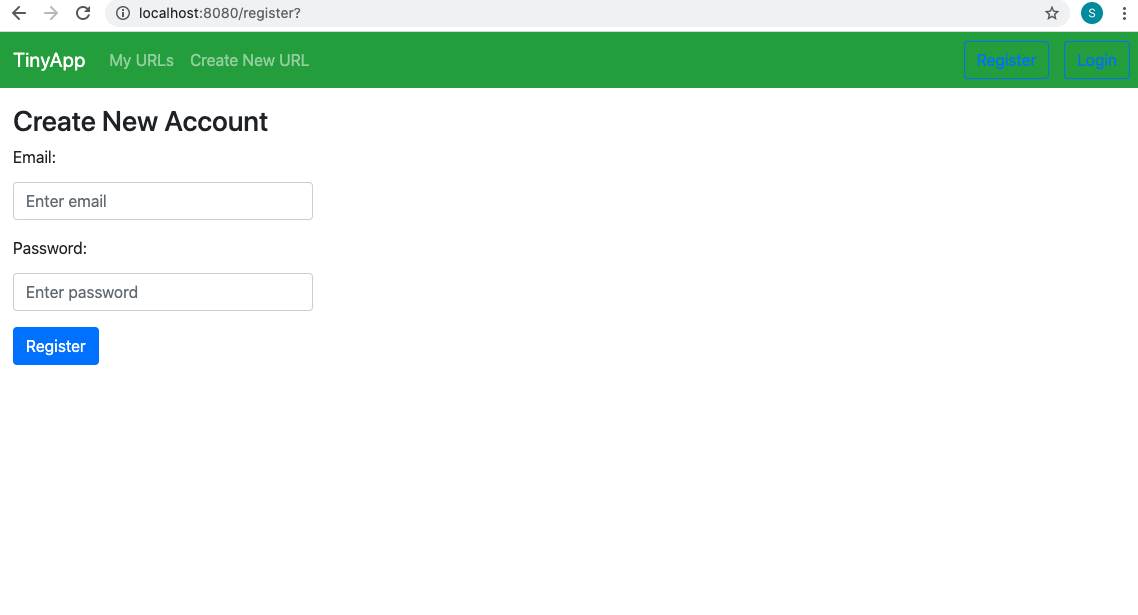 localhost:8080/register?
S
TinyApp My URLs Create New URL Register Login
Create New Account
Email:
Enter email
Password:
Enter password
Register